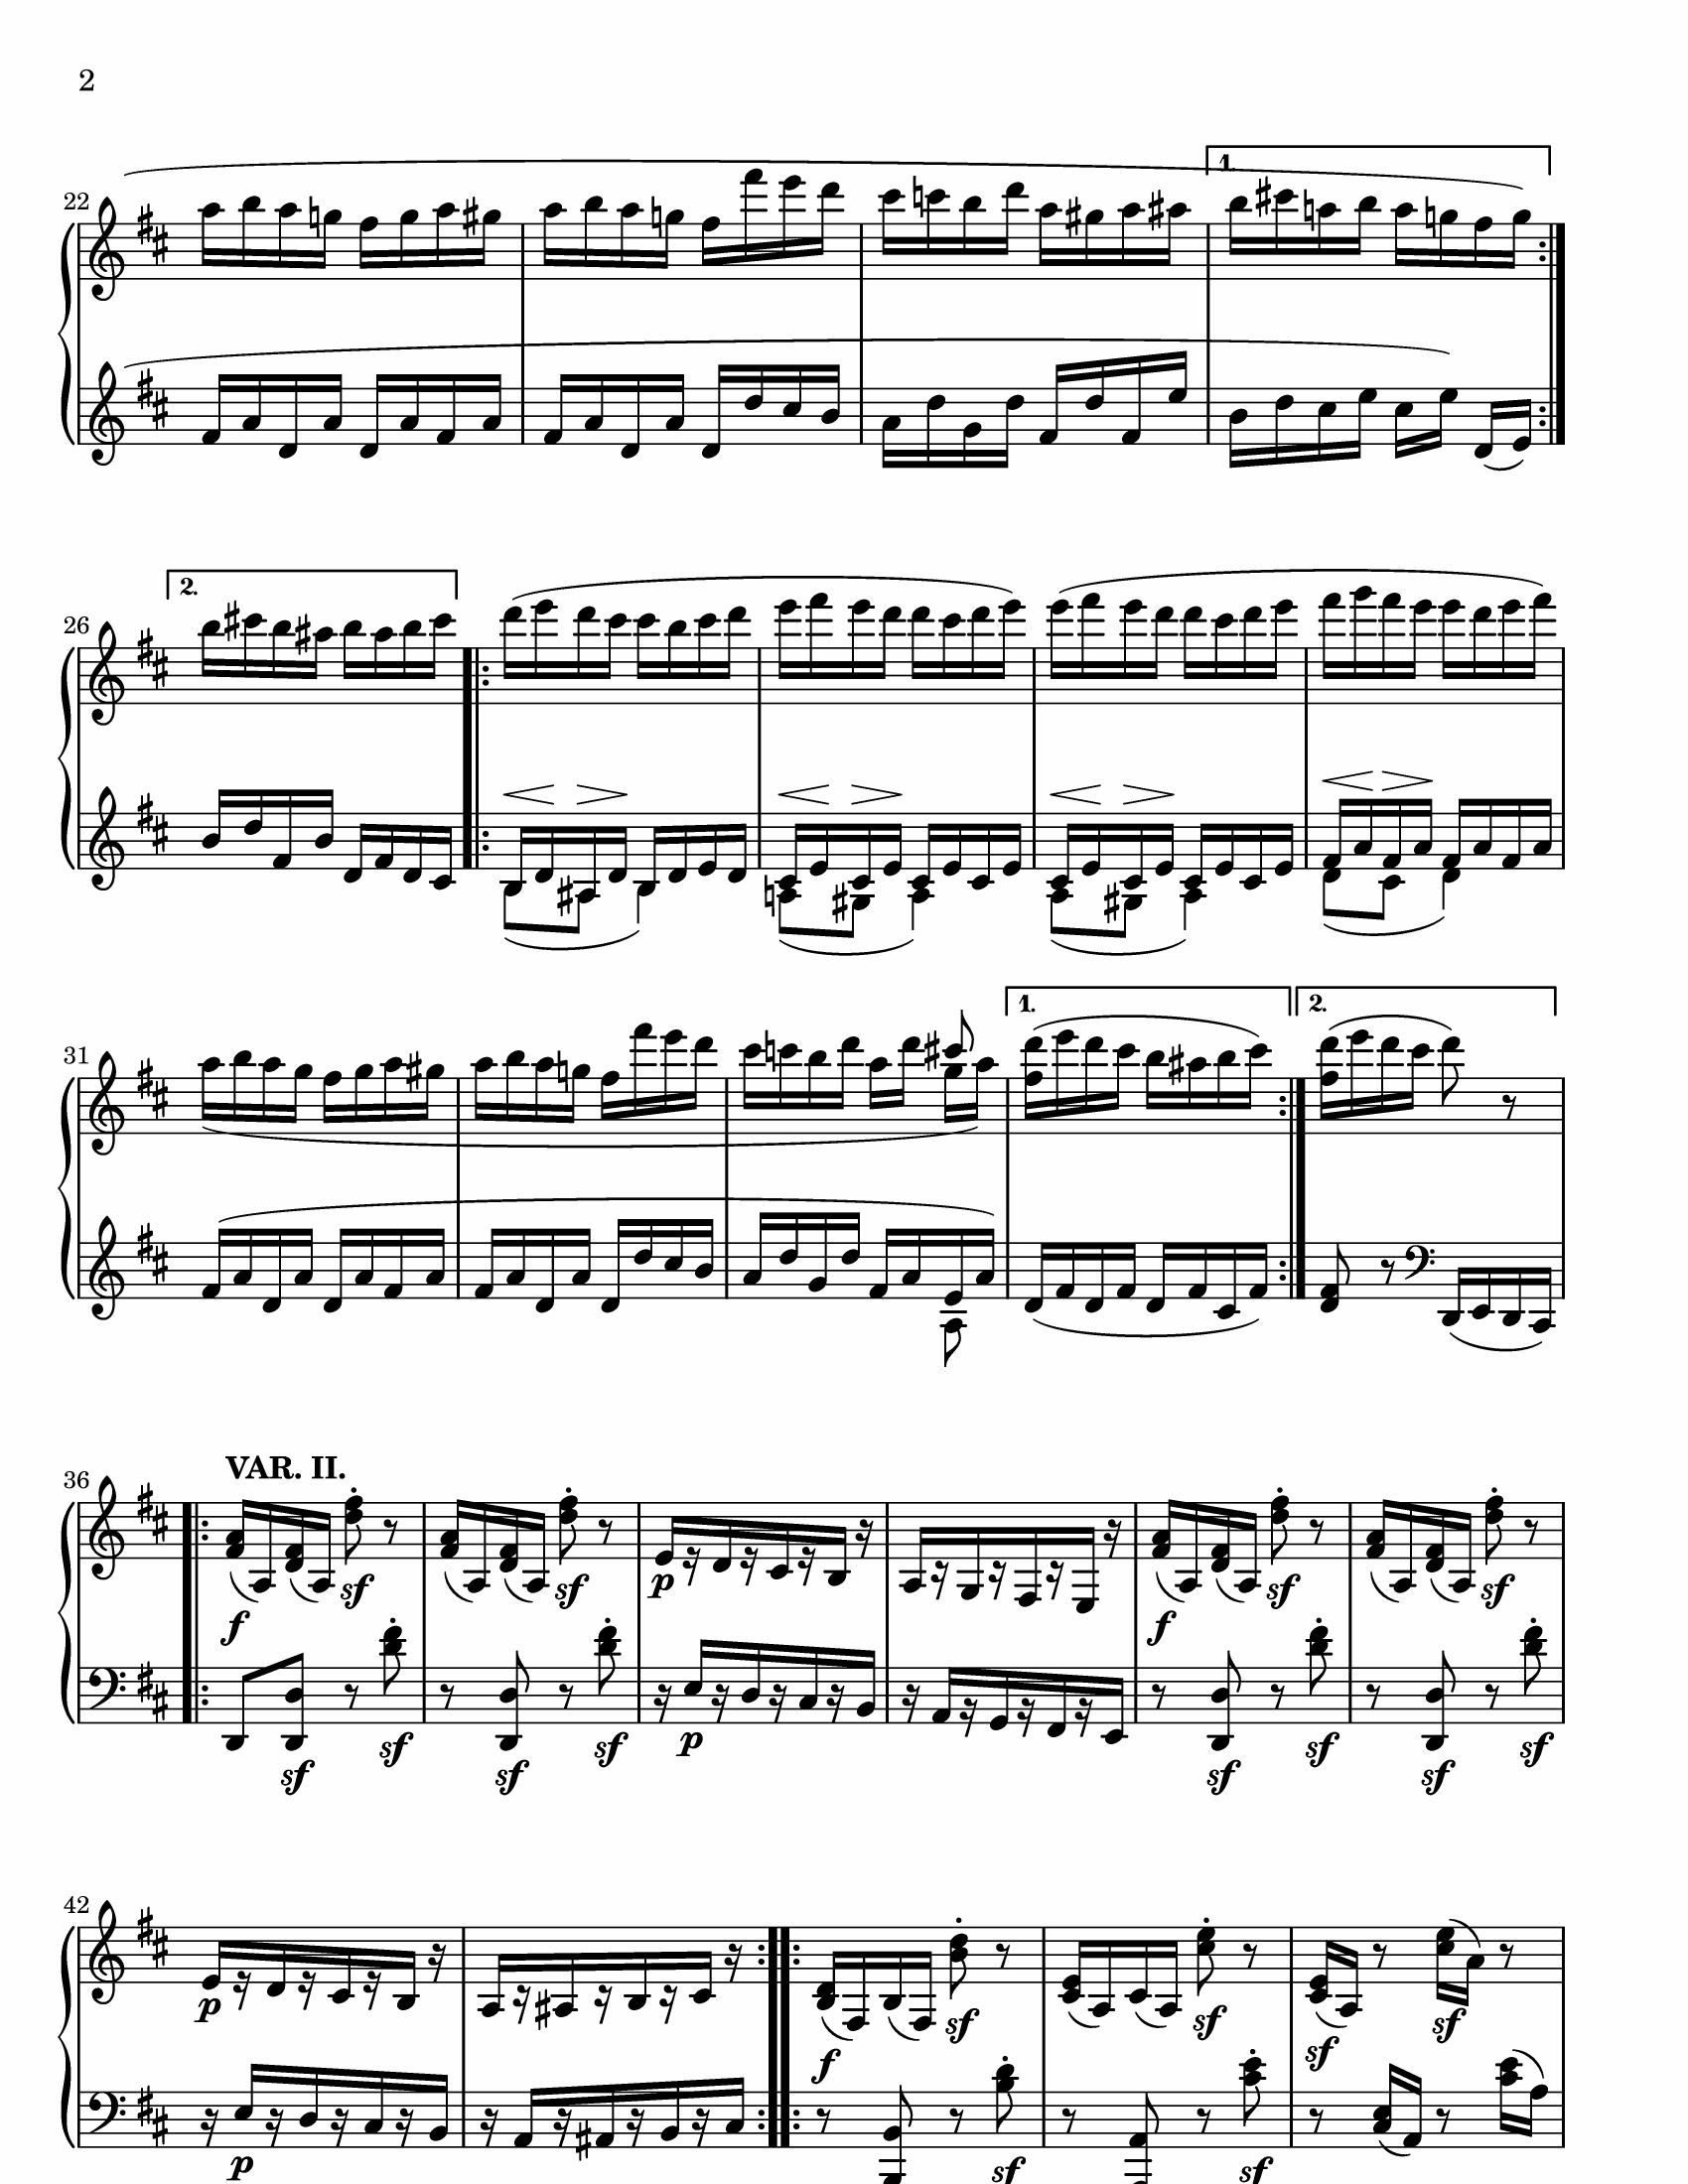 2
22
1.
26
2.
31
1. 2.
36
VAR. II.
sf sf p sf sf
f f
sf sf sf sf p sf sf sf sf
42
p sf sf sf sf
f
p sf sf